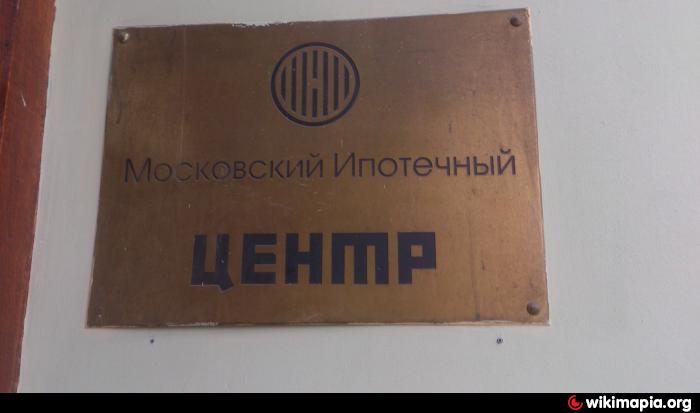 Московский Ипотечный
ЦЕНТР
wikimapia.org